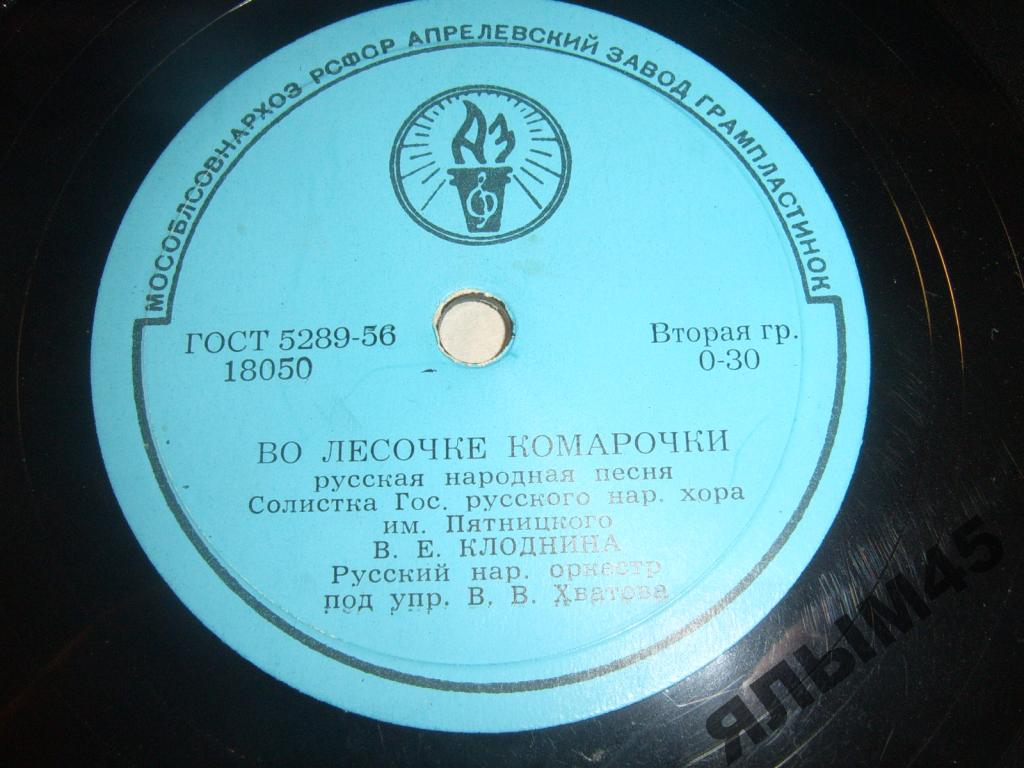 МОСОБЛСОВНАРХОЗ РСФОР АПРЕЛЕВСКИЙ ЗАВОД ГРАМПЛАСТИНОК
АЗ
ГОСТ 5289-56
18050
Вторая гр.
0-30
ВО ЛЕСОЧКЕ КОМАРОЧКИ
русская народная песня
Солистка Гос. русского нар. хора
им. Пятницкого
В. Е. КЛОДНИНА
Русский нар. оркестр
под упр. В. В. Хватова
ЯЛЫМ45